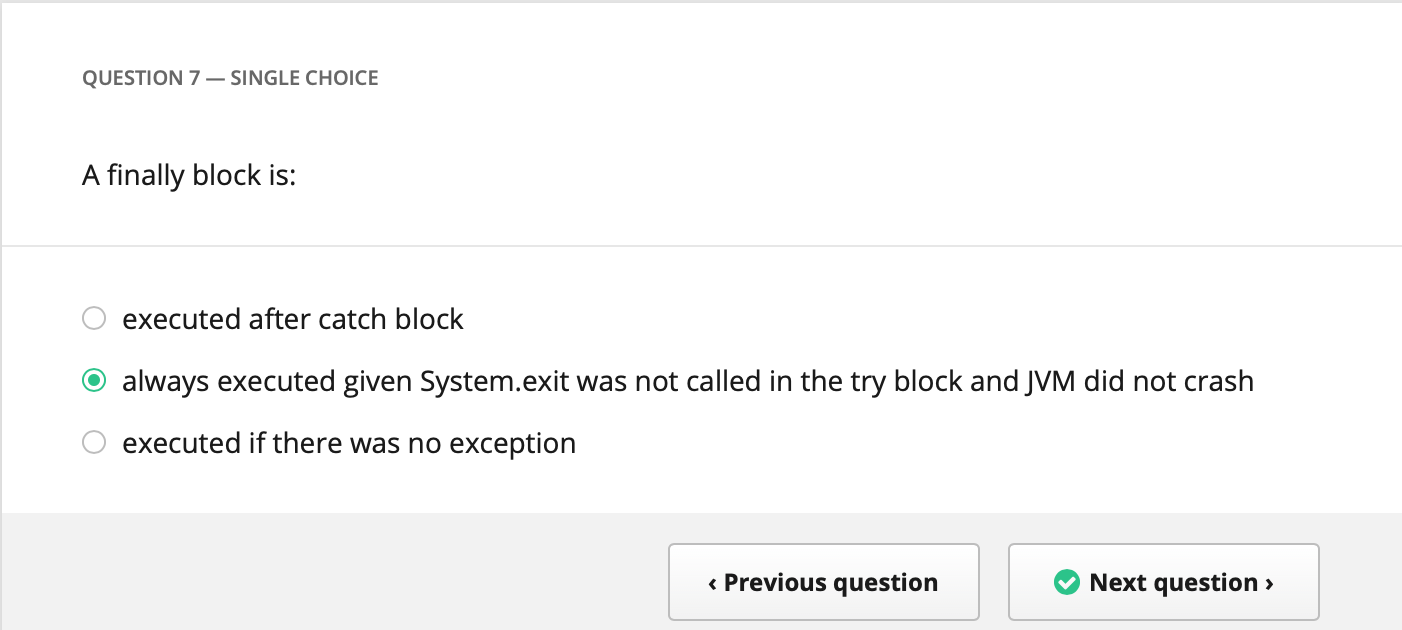 QUESTION 7 — SINGLE CHOICE
A finally block is:
executed after catch block
always executed given System.exit was not called in the try block and JVM did not crash
executed if there was no exception
‹ Previous question
Next question ›